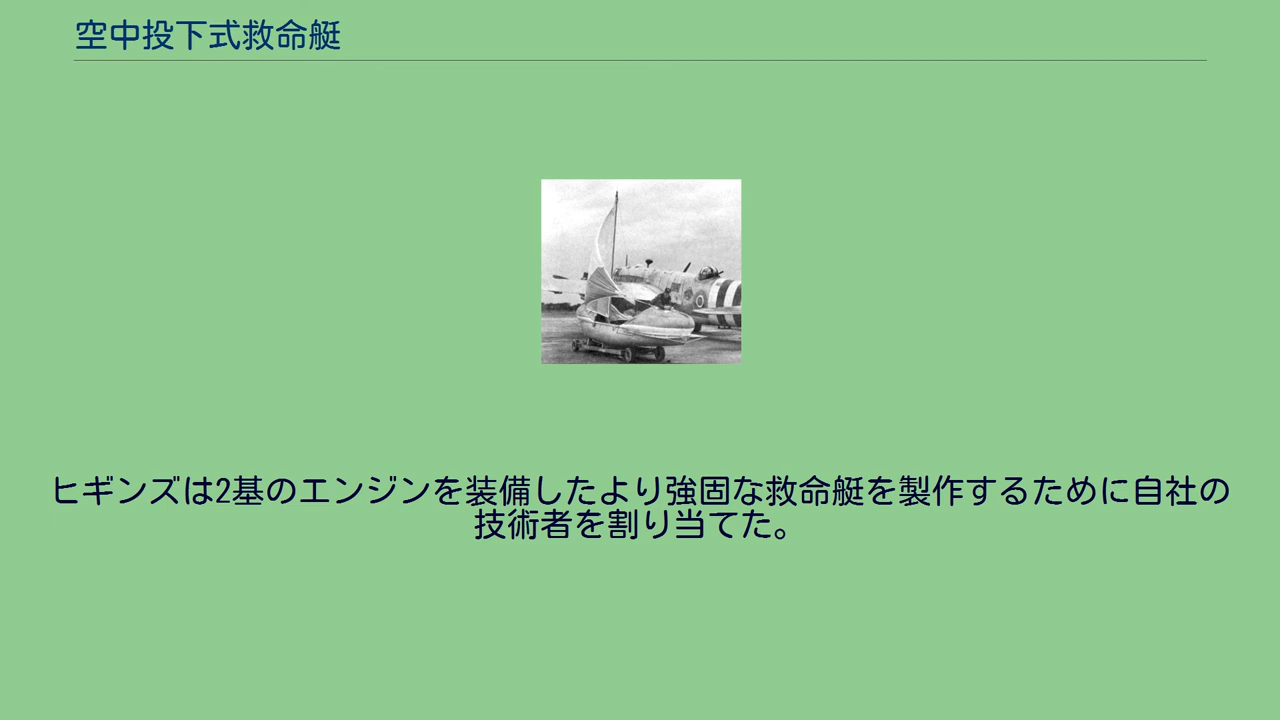 空中投下式救命艇
ヒギンズは2基のエンジンを装備したより強固な救命艇を製作するために自社の
技術者を割り当てた。